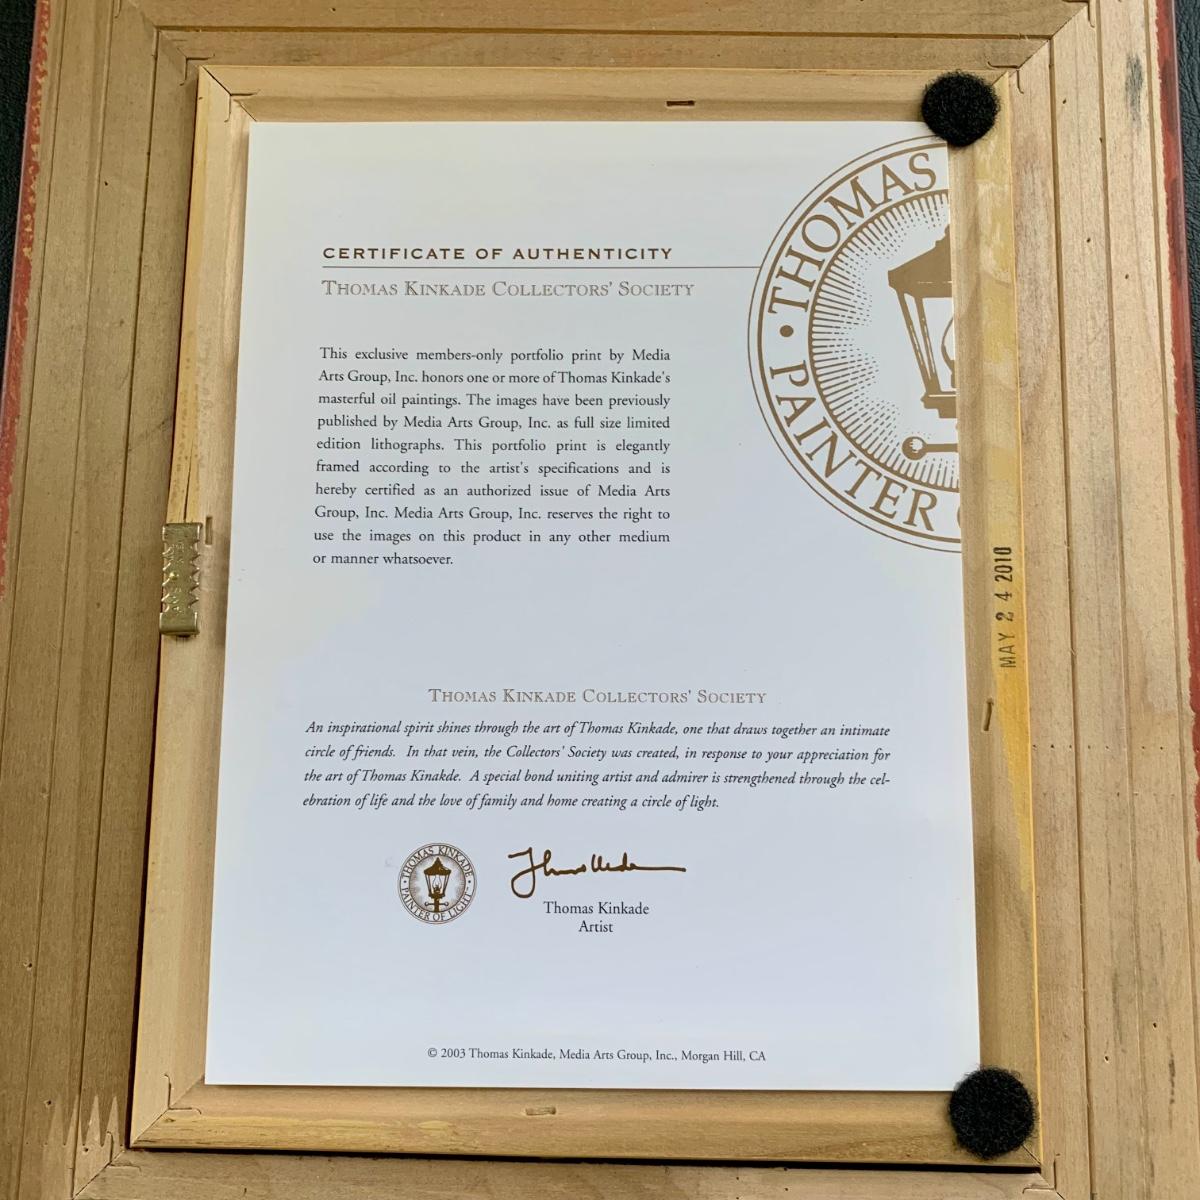 CERTIFICATE OF AUTHENTICITY
THOMAS KINKADE COLLECTORS' SOCIETY
This exclusive members-only portfolio print by Media
Arts Group, Inc. honors one or more of Thomas Kinkade's
masterful oil paintings. The images have been previously
published by Media Arts Group, Inc. as full size limited
edition lithographs. This portfolio print is elegantly
framed according to the artist's specifications and is
hereby certified as an authorized issue of Media Arts
Group, Inc. Media Arts Group, Inc. reserves the right to
use the images on this product in any other medium
or manner whatsoever.
THOMAS
PAINTER
MAY 24 2010
THOMAS KINKADE COLLECTORS' SOCIETY
An inspirational spirit shines through the art of Thomas Kinkade, one that draws together an intimate
circle of friends. In that vein, the Collectors' Society was created, in response to your appreciation for
the art of Thomas Kinakde. A special bond uniting artist and admirer is strengthened through the cel-
ebration of life and the love of family and home creating a circle of light.
THOMAS KINKADE
PAINTER OF LIGHT
Thomas Kinkade
Artist
© 2003 Thomas Kinkade, Media Arts Group, Inc., Morgan Hill, CA